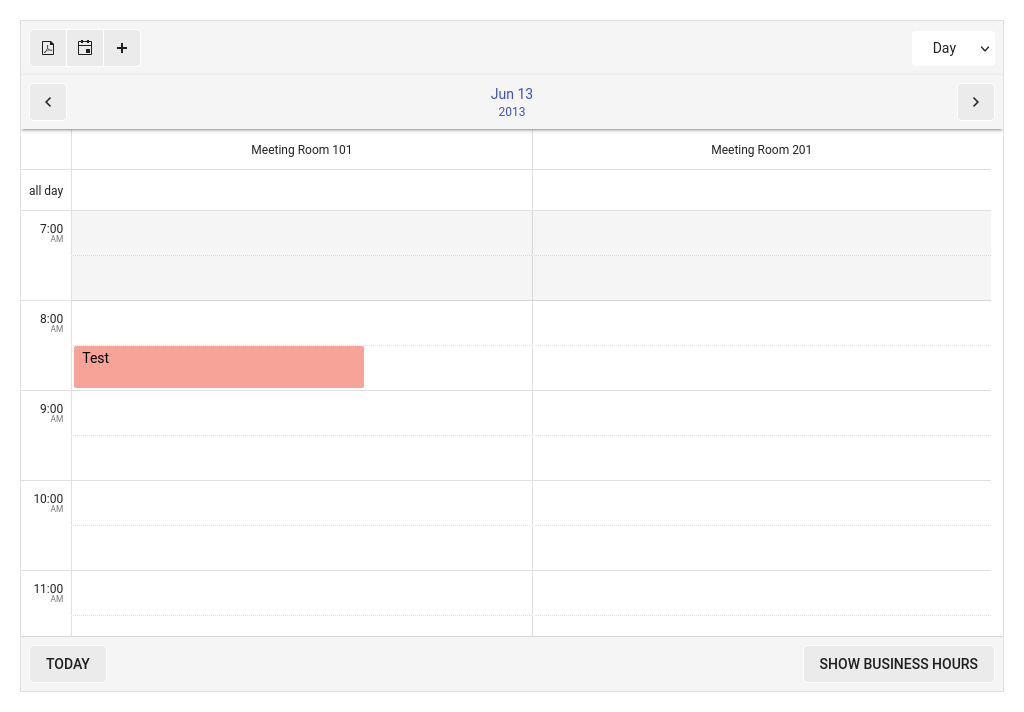 Day
Jun 13
2013
Meeting Room 101
Meeting Room 201
all day
7:00
AM
8:00
AM
Test
9:00
AM
10:00
AM
11:00
AM
TODAY
SHOW BUSINESS HOURS